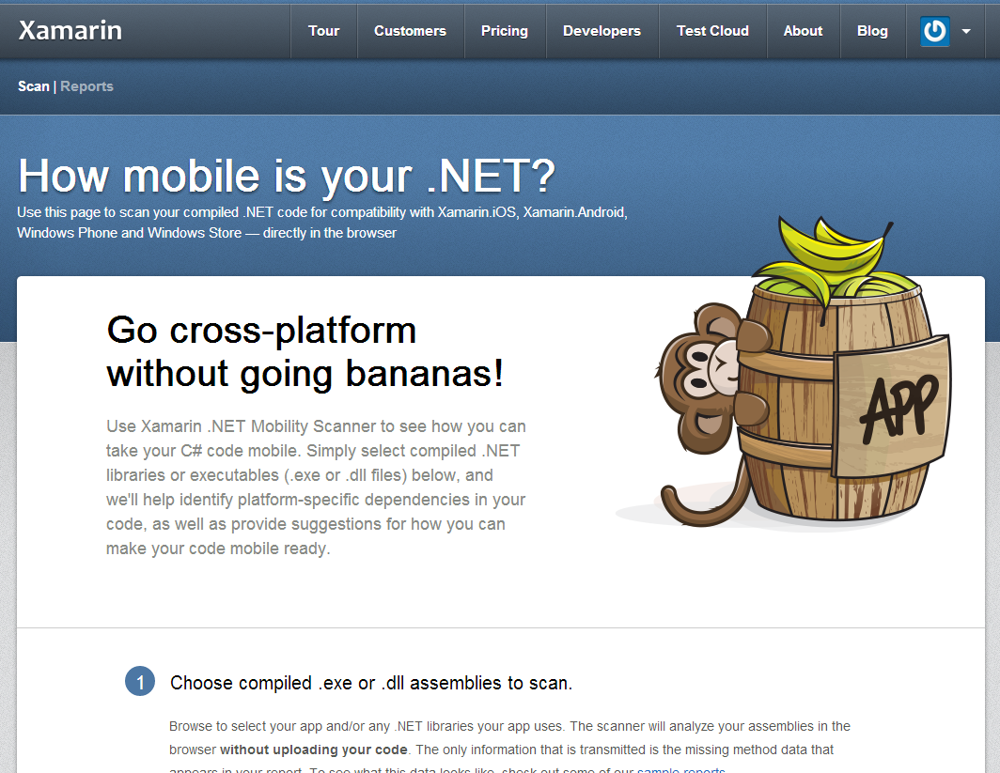 Xamarin
Tour
Customers
Pricing
Developers
Test Cloud
About
Blog
Scan | Reports
How mobile is your .NET?
Use this page to scan your compiled .NET code for compatibility with Xamarin.iOS, Xamarin.Android,
Windows Phone and Windows Store — directly in the browser
Go cross-platform
without going bananas!
Use Xamarin .NET Mobility Scanner to see how you can
take your C# code mobile. Simply select compiled .NET
libraries or executables (.exe or .dll files) below, and
we'll help identify platform-specific dependencies in your
code, as well as provide suggestions for how you can
make your code mobile ready.
APP
1 Choose compiled .exe or .dll assemblies to scan.
Browse to select your app and/or any .NET libraries your app uses. The scanner will analyze your assemblies in the
browser without uploading your code. The only information that is transmitted is the missing method data that
appears in your report. To see what this data looks like, check out some of our sample reports.